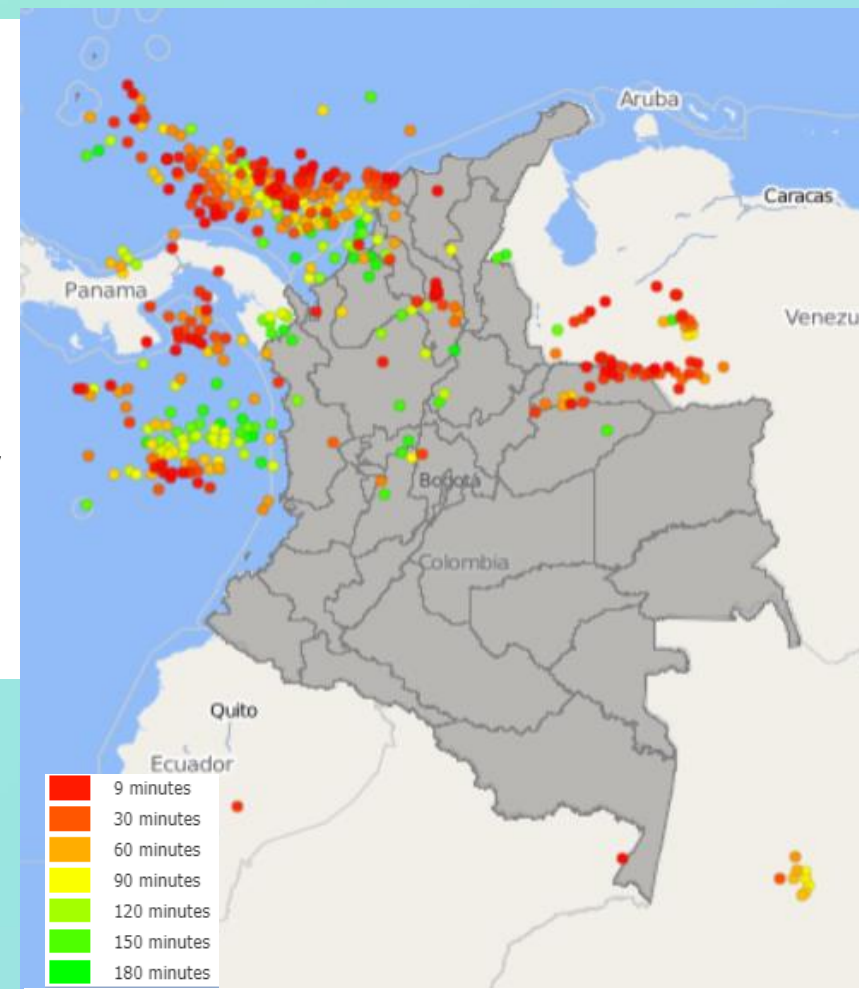 Aruba
Caracas
Panama
Venezu
Bogotá
Colombia
Quito
Ecuador
9 minutes
30 minutes
60 minutes
90 minutes
120 minutes
150 minutes
180 minutes